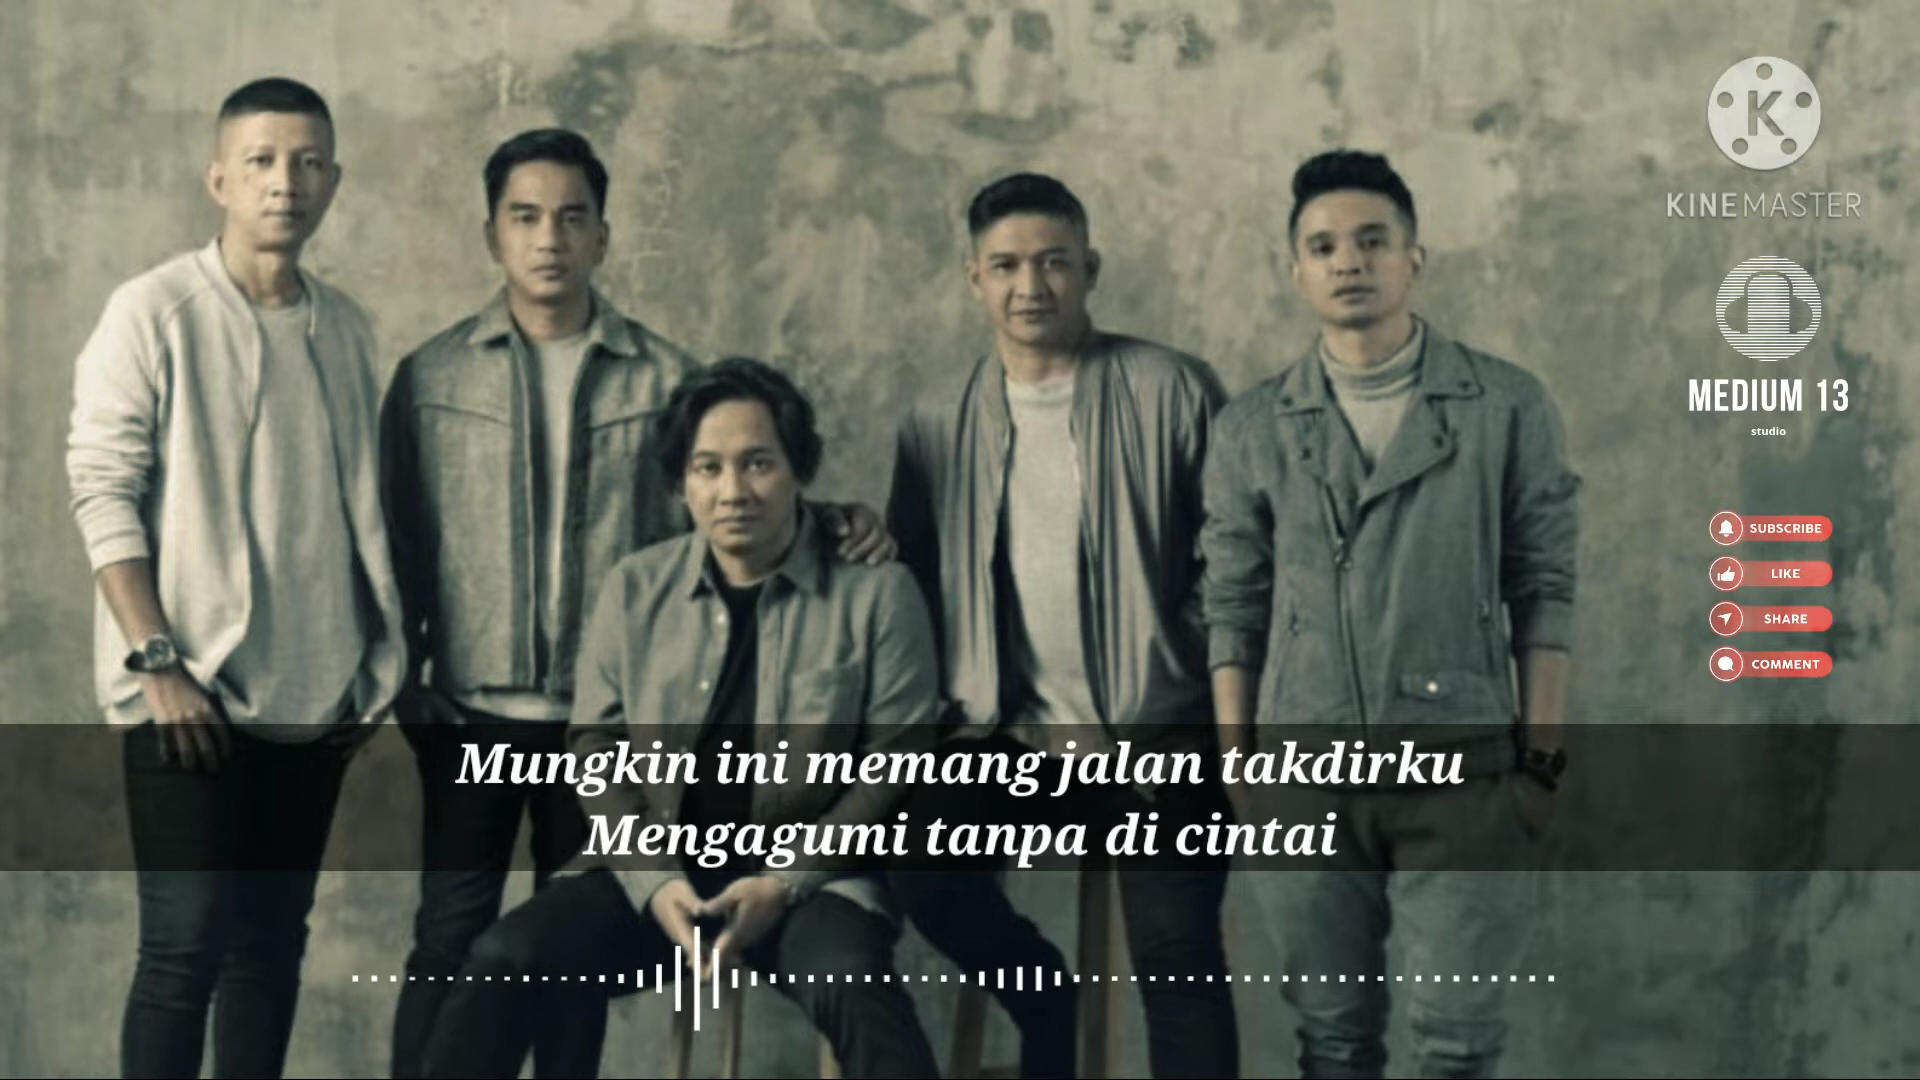 K
KINEMASTER
MEDIUM 13
studio
SUBSCRIBE
LIKE
SHARE
COMMENT
Mungkin ini memang jalan takdirku
Mengagumi tanpa di cintai